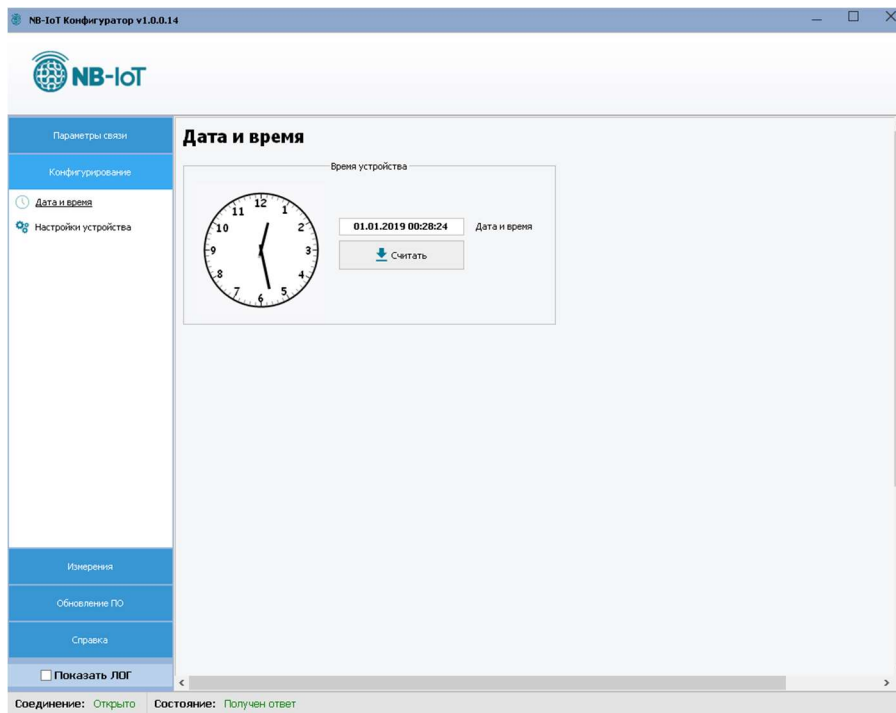 NB-IoT Конфигуратор v1.0.0.14
NB-IoT
Параметры связи
Конфигурирование
Дата и время
Настройки устройства
Измерения
Обновление ПО
Справка
Показать ЛОГ
Дата и время
Время устройства
12
1
2
3
4
5
6
7
8
9
10
11
01.01.2019 00:28:24 Дата и время
Считать
Соединение: Открыто Состояние: Получен ответ